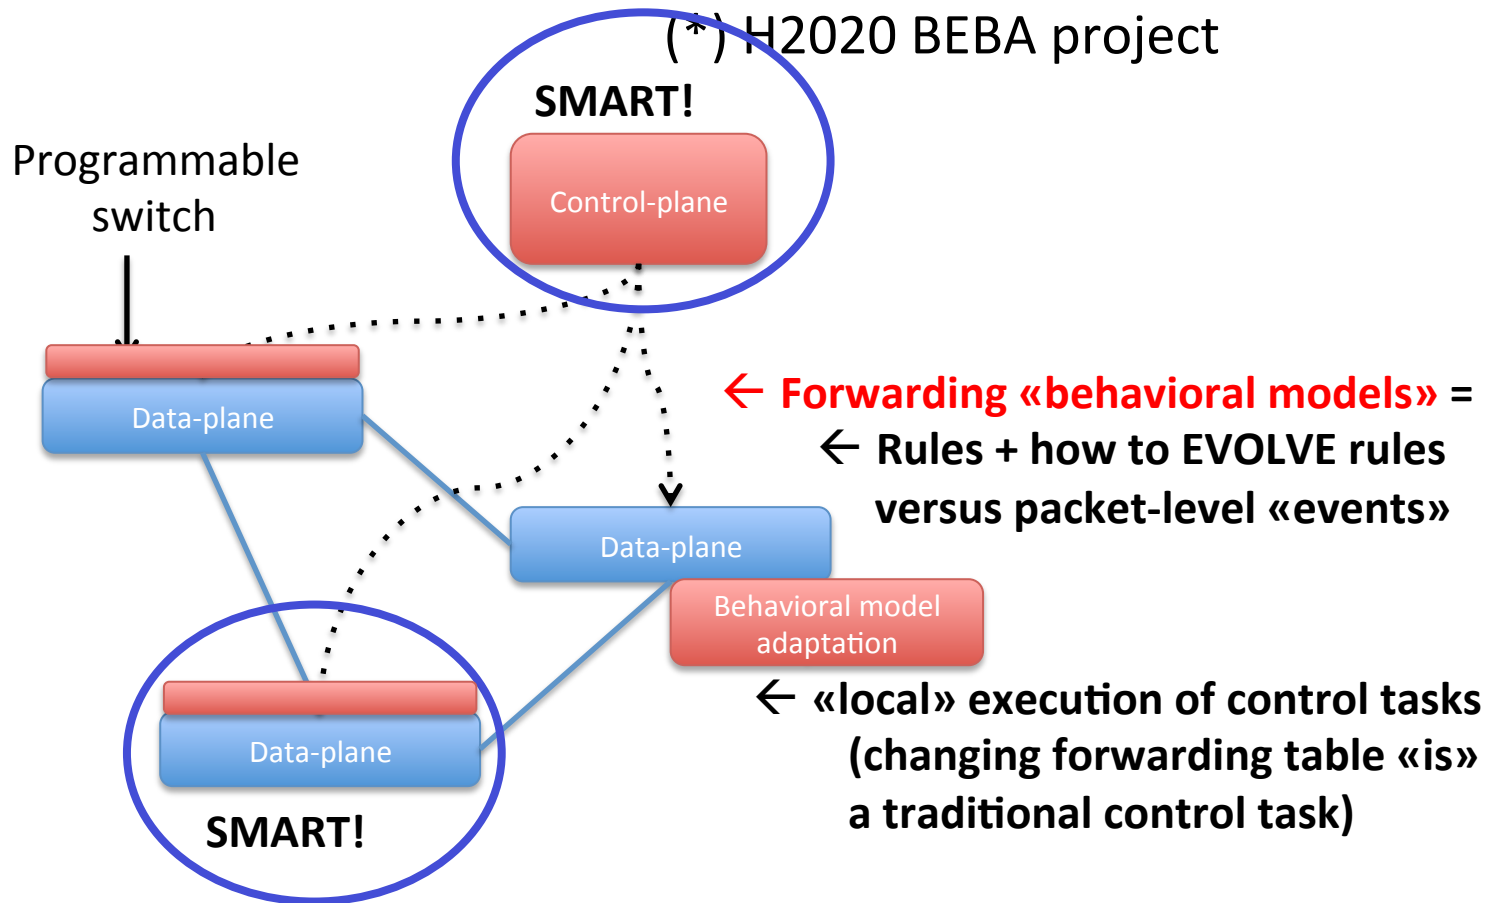 (*) H2020 BEBA project
SMART!
Control-plane
Programmable
switch
Data-plane
← Forwarding «behavioral models» =
← Rules + how to EVOLVE rules
versus packet-level «events»
Data-plane
Behavioral model
adaptation
← «local» execution of control tasks
(changing forwarding table «is»
a traditional control task)
Data-plane
SMART!